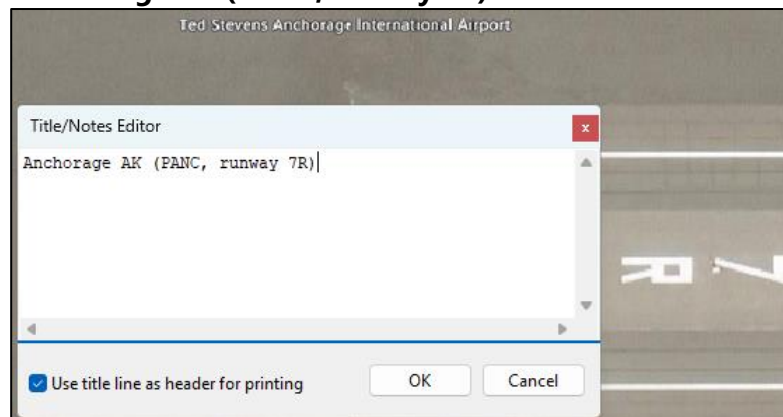 Ted Stevens Anchorage International Airport
Title/Notes Editor
x
Anchorage AK (PANC, runway 7R)
7
R
Use title line as header for printing
OK
Cancel